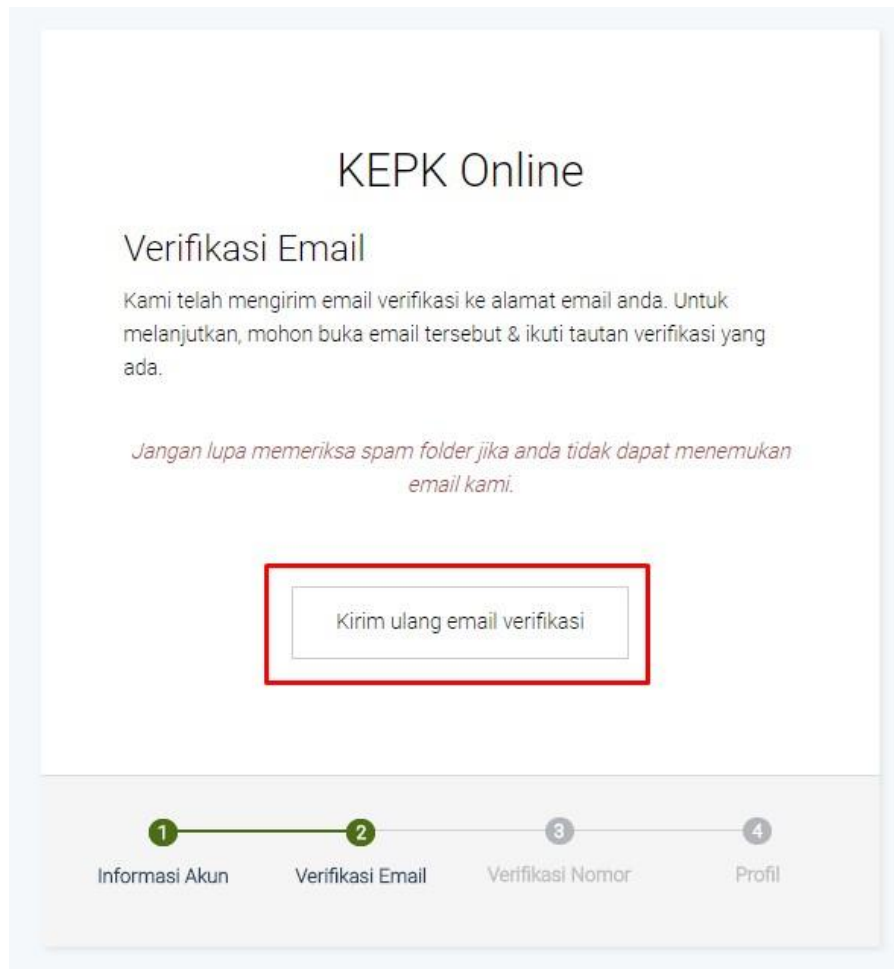 KEPK Online
Verifikasi Email
Kami telah mengirim email verifikasi ke alamat email anda. Untuk
melanjutkan, mohon buka email tersebut & ikuti tautan verifikasi yang
ada.
Jangan lupa memeriksa spam folder jika anda tidak dapat menemukan
email kami.
Kirim ulang email verifikasi
1 2 3 4
Informasi Akun Verifikasi Email Verifikasi Nomor Profil